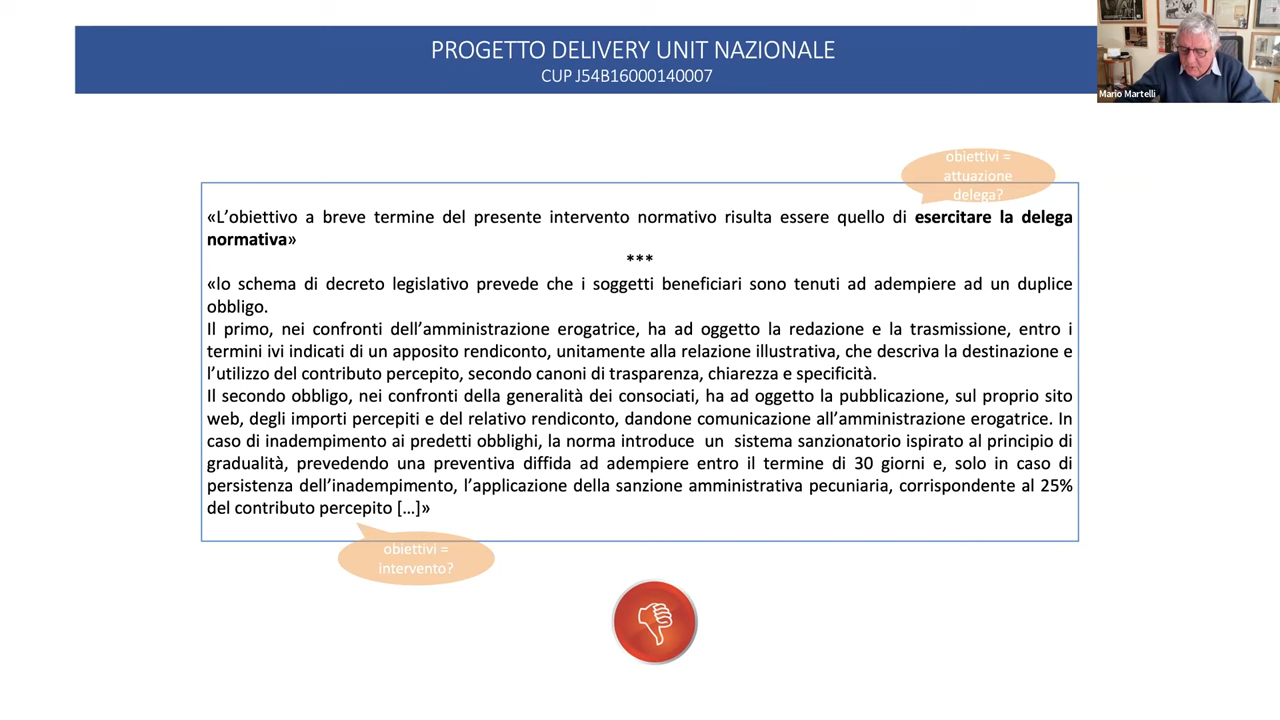 PROGETTO DELIVERY UNIT NAZIONALE
CUP J54B16000140007
Mario Martelli
obiettivi =
attuazione
delega?
«L’obiettivo a breve termine del presente intervento normativo risulta essere quello di esercitare la delega
normativa»
***
«lo schema di decreto legislativo prevede che i soggetti beneficiari sono tenuti ad adempiere ad un duplice
obbligo.
Il primo, nei confronti dell’amministrazione erogatrice, ha ad oggetto la redazione e la trasmissione, entro i
termini ivi indicati di un apposito rendiconto, unitamente alla relazione illustrativa, che descriva la destinazione e
l’utilizzo del contributo percepito, secondo canoni di trasparenza, chiarezza e specificità.
Il secondo obbligo, nei confronti della generalità dei consociati, ha ad oggetto la pubblicazione, sul proprio sito
web, degli importi percepiti e del relativo rendiconto, dandone comunicazione all’amministrazione erogatrice. In
caso di inadempimento ai predetti obblighi, la norma introduce un sistema sanzionatorio ispirato al principio di
gradualità, prevedendo una preventiva diffida ad adempiere entro il termine di 30 giorni e, solo in caso di
persistenza dell’inadempimento, l’applicazione della sanzione amministrativa pecuniaria, corrispondente al 25%
del contributo percepito […]»
obiettivi =
intervento?